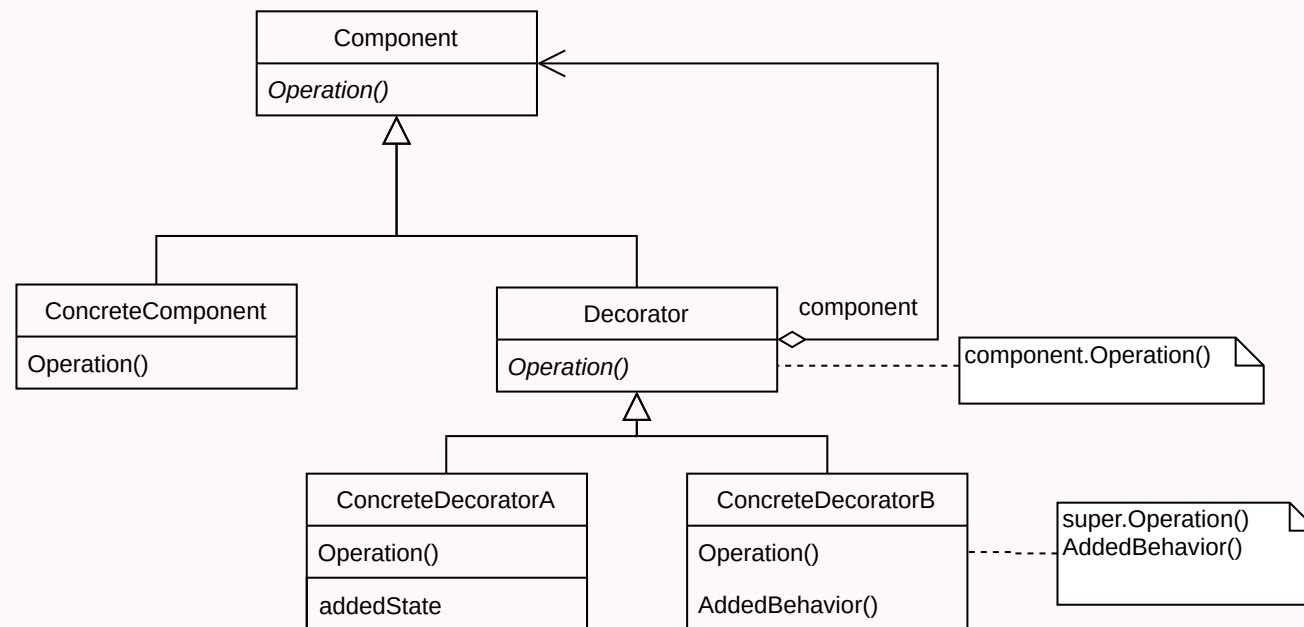 Component
Operation()
ConcreteComponent
Operation()
Decorator
Operation()
component
component.Operation()
ConcreteDecoratorA
Operation()
addedState
ConcreteDecoratorB
Operation()
AddedBehavior()
super.Operation()
AddedBehavior()